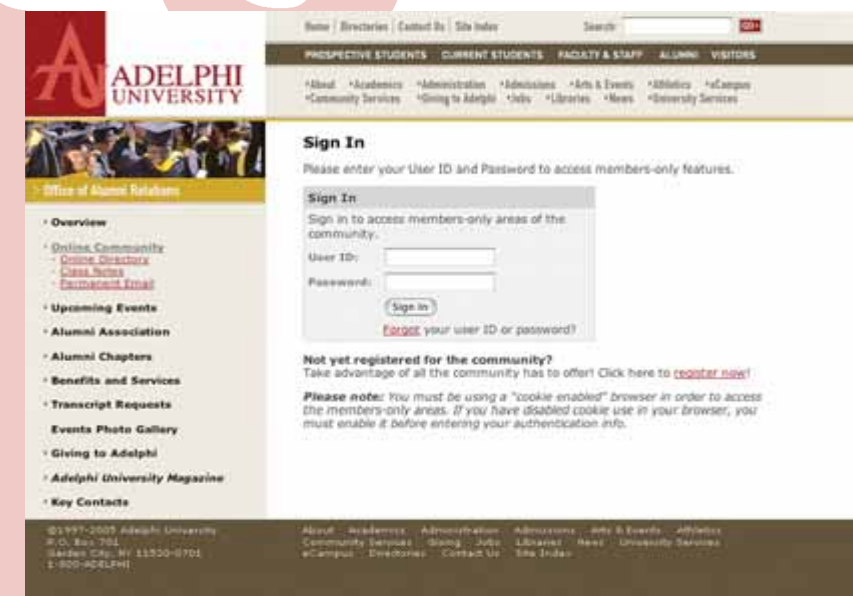 Home | Directories | Contact Us | Site Index Search: GO
PROSPECTIVE STUDENTS CURRENT STUDENTS FACULTY & STAFF ALUMNI VISITORS
ADELPHI
UNIVERSITY
About Academics Administration Admissions Arts & Events Athletics eCampus
Community Services Giving to Adelphi Jobs Libraries News University Services
Office of Alumni Relations
Overview
Online Community
- Online Directory
- Class Notes
- Permanent Email
Upcoming Events
Alumni Association
Alumni Chapters
Benefits and Services
Transcript Requests
Events Photo Gallery
Giving to Adelphi
Adelphi University Magazine
Key Contacts
Sign In
Please enter your User ID and Password to access members-only features.
Sign In
Sign in to access members-only areas of the
community.
User ID:
Password:
Sign In
Forgot your user ID or password?
Not yet registered for the community?
Take advantage of all the community has to offer! Click here to register now!
Please note: You must be using a "cookie enabled" browser in order to access
the members-only areas. If you have disabled cookie use in your browser, you
must enable it before entering your authentication info.
©1997-2005 Adelphi University
P.O. Box 701
Garden City, NY 11530-0701
1-800-ADELPHI
About Academics Administration Admissions Arts & Events Athletics
Community Services Giving Jobs Libraries News University Services
eCampus Directories Contact Us Site Index